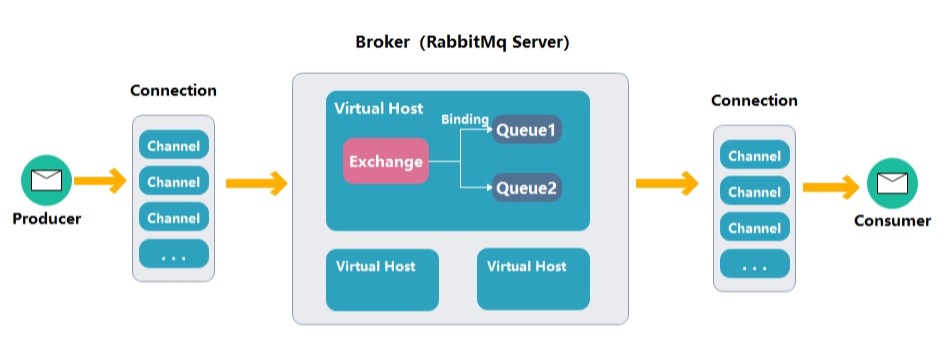 Broker（RabbitMq Server）
Connection
Channel
Channel
Channel
...
Producer
Virtual Host
Exchange
Binding
Queue1
Queue2
Virtual Host
Virtual Host
Connection
Channel
Channel
Channel
...
Consumer